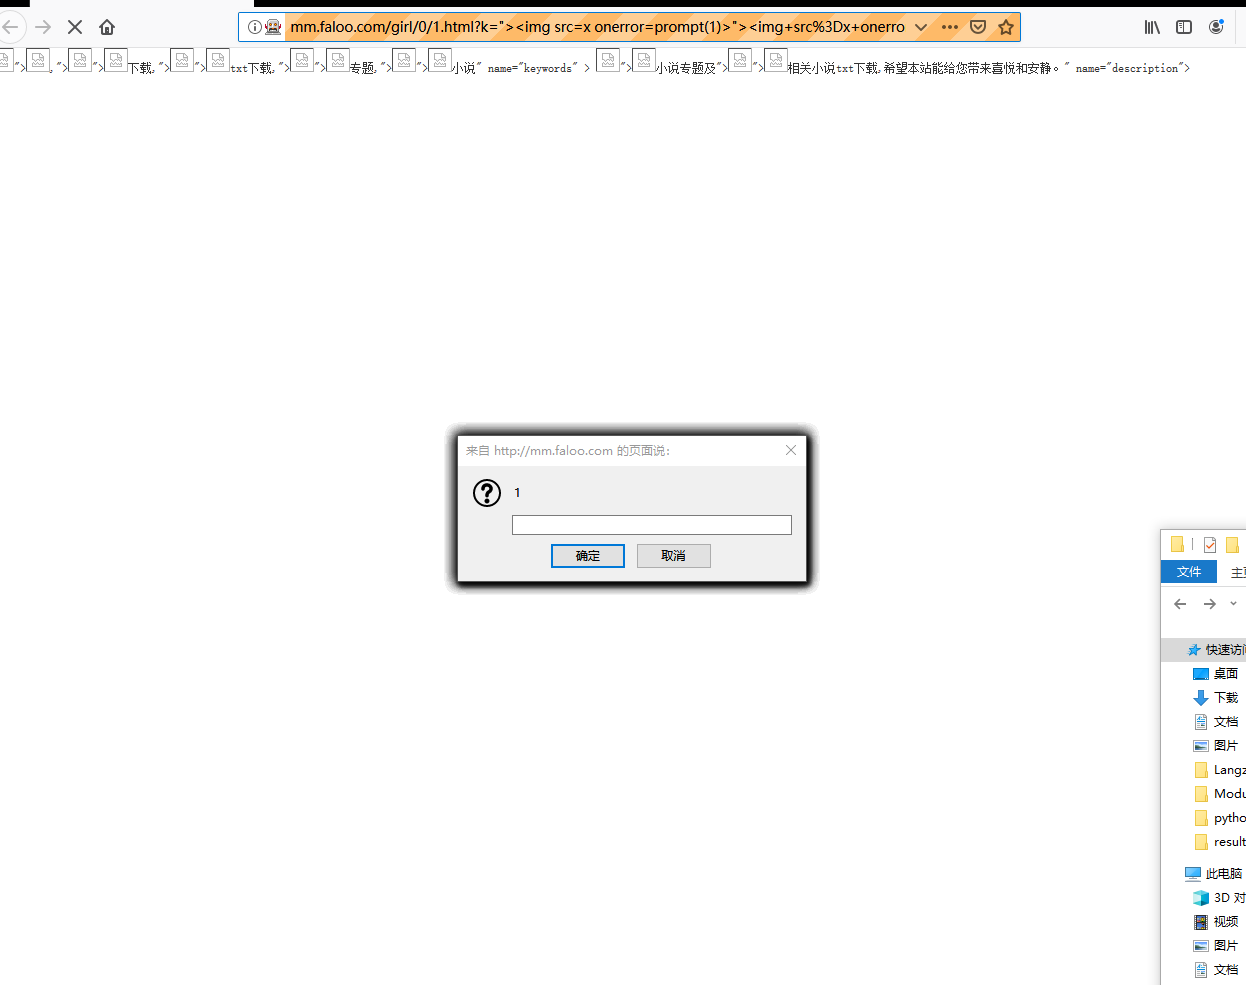 mm.faloo.com/girl/0/1.html?k="><img src=x onerror=prompt(1)>"><img+src%3Dx+onerro
">,">">下载,">">txt下载,">">专题,">">小说" name="keywords" > ">小说专题及">">相关小说txt下载,希望本站能给您带来喜悦和安静。" name="description">
来自 http://mm.faloo.com 的页面说:
1
确定 取消
文件 主
快速访
桌面
下载
文档
图片
Langz
Modu
pytho
result
此电脑
3D 对
视频
图片
文档